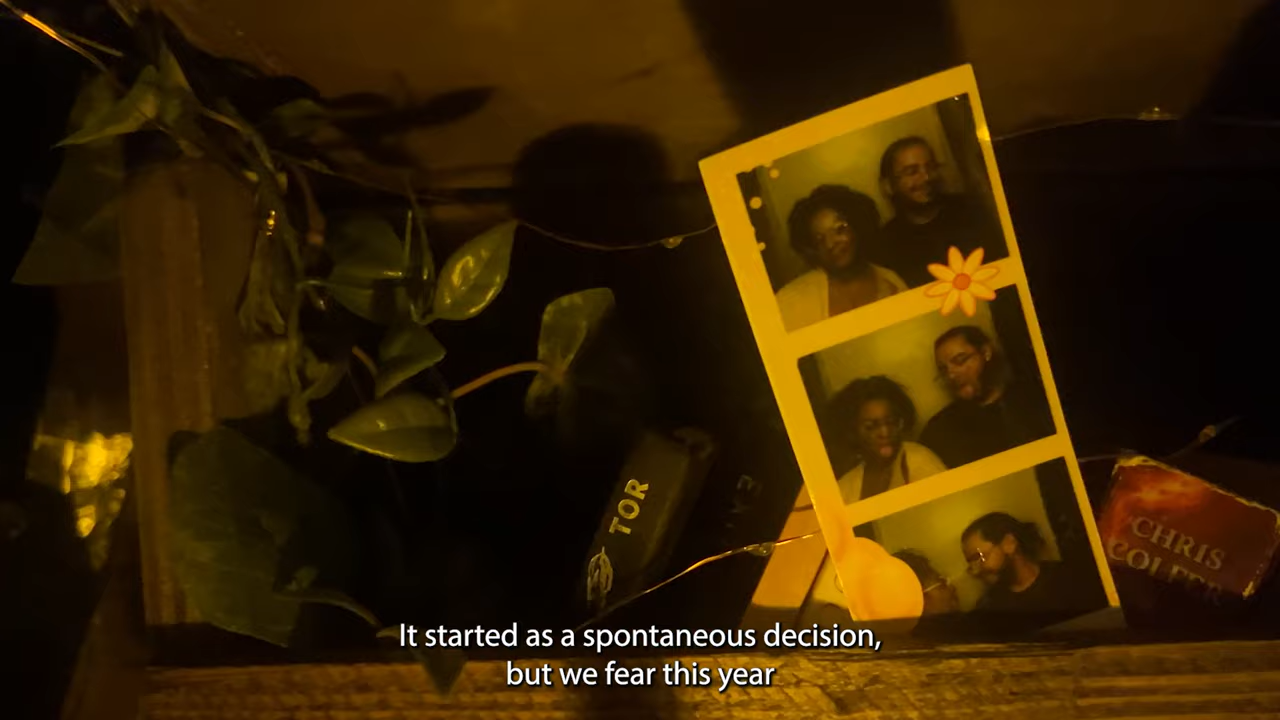 TOR
CHRIS
COLFER
It started as a spontaneous decision,
but we fear this year